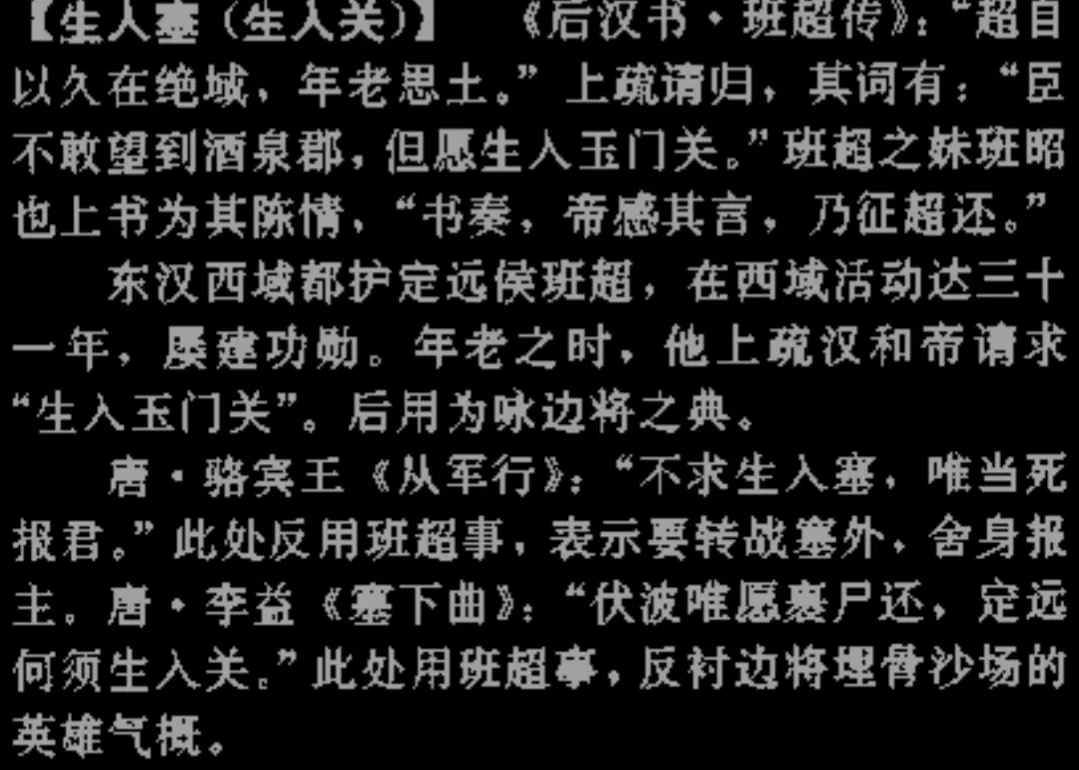 【生入塞（生入关）】　《后汉书·班超传》：“超自
以久在绝域，年老思土。”上疏请归，其词有：“臣
不敢望到酒泉郡，但愿生入玉门关。”班超之妹班昭
也上书为其陈情，“书奏，帝感其言，乃征超还。”
东汉西域都护定远侯班超，在西域活动达三十
一年，屡建功勋。年老之时，他上疏汉和帝请求
“生入玉门关”。后用为咏边将之典。
唐·骆宾王《从军行》：“不求生入塞，唯当死
报君。”此处反用班超事，表示要转战塞外，舍身报
主。唐·李益《塞下曲》：“伏波唯愿裹尸还，定远
何须生入关。”此处用班超事，反衬边将埋骨沙场的
英雄气概。